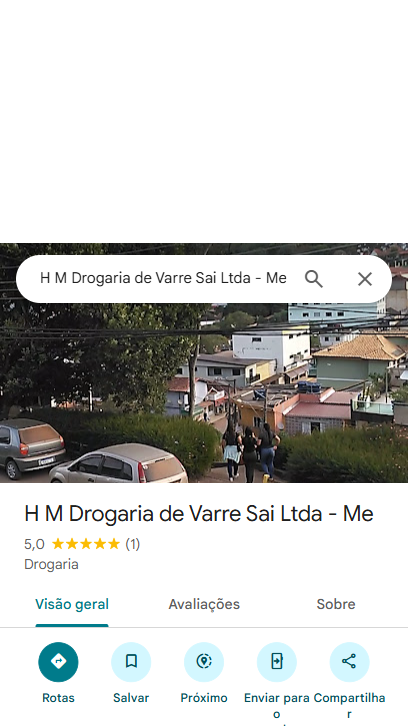 H M Drogaria de Varre Sai Ltda - Me
H M Drogaria de Varre Sai Ltda - Me
5,0 ★★★★★ (1)
Drogaria
Visão geral Avaliações Sobre
Rotas Salvar Próximo Enviar para o Compartilhar